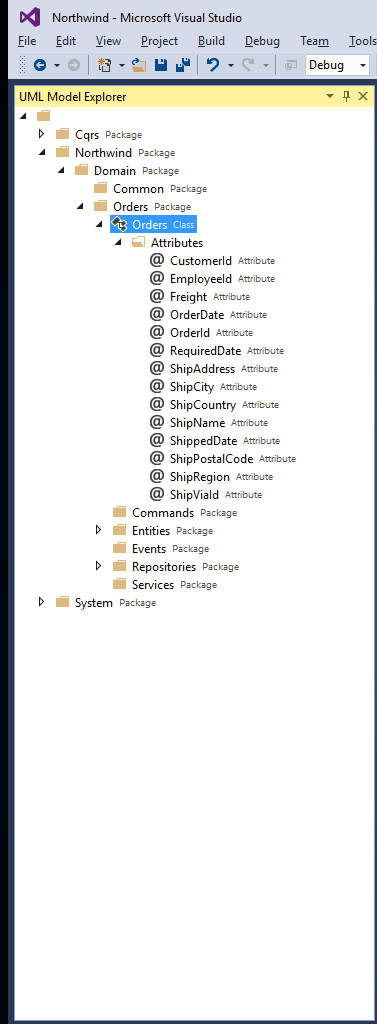 Northwind - Microsoft Visual Studio
File Edit View Project Build Debug Team Tools
Debug
UML Model Explorer
Cqrs Package
Northwind Package
Domain Package
Common Package
Orders Package
Orders Class
Attributes
@ CustomerId Attribute
@ EmployeeId Attribute
@ Freight Attribute
@ OrderDate Attribute
@ OrderId Attribute
@ RequiredDate Attribute
@ ShipAddress Attribute
@ ShipCity Attribute
@ ShipCountry Attribute
@ ShipName Attribute
@ ShippedDate Attribute
@ ShipPostalCode Attribute
@ ShipRegion Attribute
@ ShipViaId Attribute
Commands Package
Entities Package
Events Package
Repositories Package
Services Package
System Package